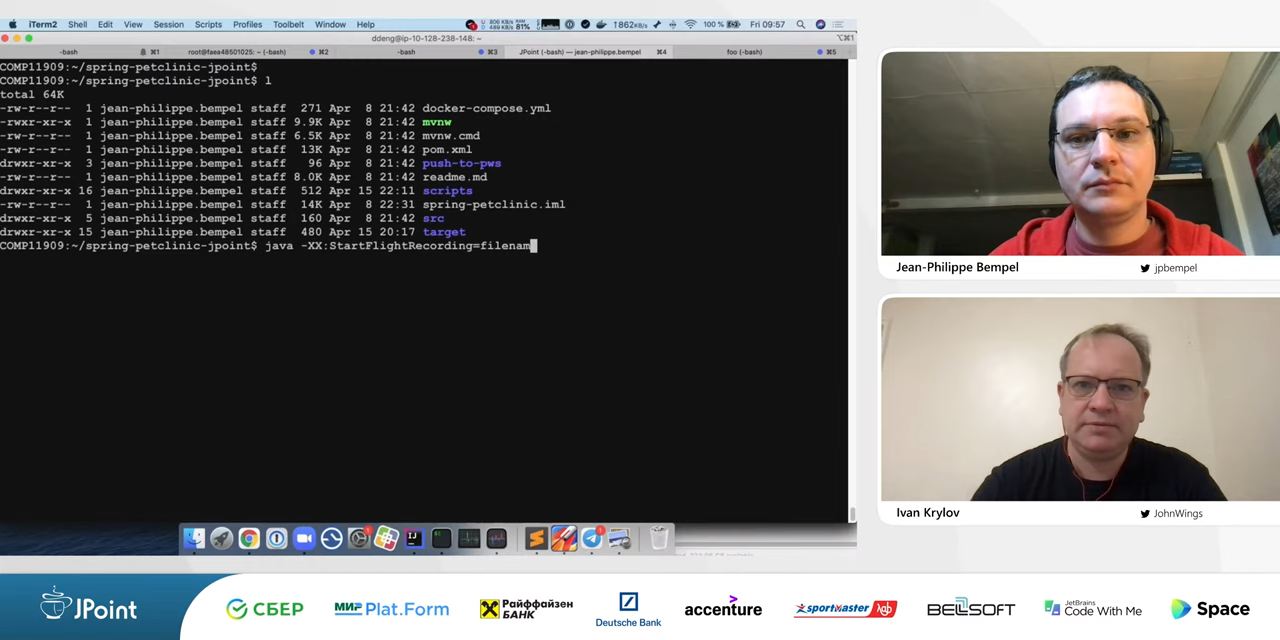 iTerm2 Shell Edit View Session Scripts Profiles Toolbelt Window Help 81% 862KB/s 100% Fri 09:57
ddeng@ip-10-128-238-148: ~ ⌥⌘1
-bash ⌘1 root@faea48501025: ~ (-bash) ⌘2 -bash ⌘3 JPoint (-bash) — jean-philippe.bempel ⌘4 foo (-bash) ⌘5
COMP11909:~/spring-petclinic-jpoint$
COMP11909:~/spring-petclinic-jpoint$ l
total 64K
-rw-r--r-- 1 jean-philippe.bempel staff 271 Apr 8 21:42 docker-compose.yml
-rwxr-xr-x 1 jean-philippe.bempel staff 9.9K Apr 8 21:42 mvnw
-rw-r--r-- 1 jean-philippe.bempel staff 6.5K Apr 8 21:42 mvnw.cmd
-rw-r--r-- 1 jean-philippe.bempel staff 13K Apr 8 21:42 pom.xml
drwxr-xr-x 3 jean-philippe.bempel staff 96 Apr 8 21:42 push-to-pws
-rw-r--r-- 1 jean-philippe.bempel staff 8.0K Apr 8 21:42 readme.md
drwxr-xr-x 16 jean-philippe.bempel staff 512 Apr 15 22:11 scripts
-rw-r--r-- 1 jean-philippe.bempel staff 14K Apr 8 22:31 spring-petclinic.iml
drwxr-xr-x 5 jean-philippe.bempel staff 160 Apr 8 21:42 src
drwxr-xr-x 15 jean-philippe.bempel staff 480 Apr 15 20:17 target
COMP11909:~/spring-petclinic-jpoint$ java -XX:StartFlightRecording=filenam
Jean-Philippe Bempel jpbempel
Ivan Krylov JohnWings
JPoint
СБЕР
МИР Plat.Form
Райффайзен
БАНК
Deutsche Bank
accenture
sportmaster lab
BELLSOFT
JetBrains
Code With Me
Space